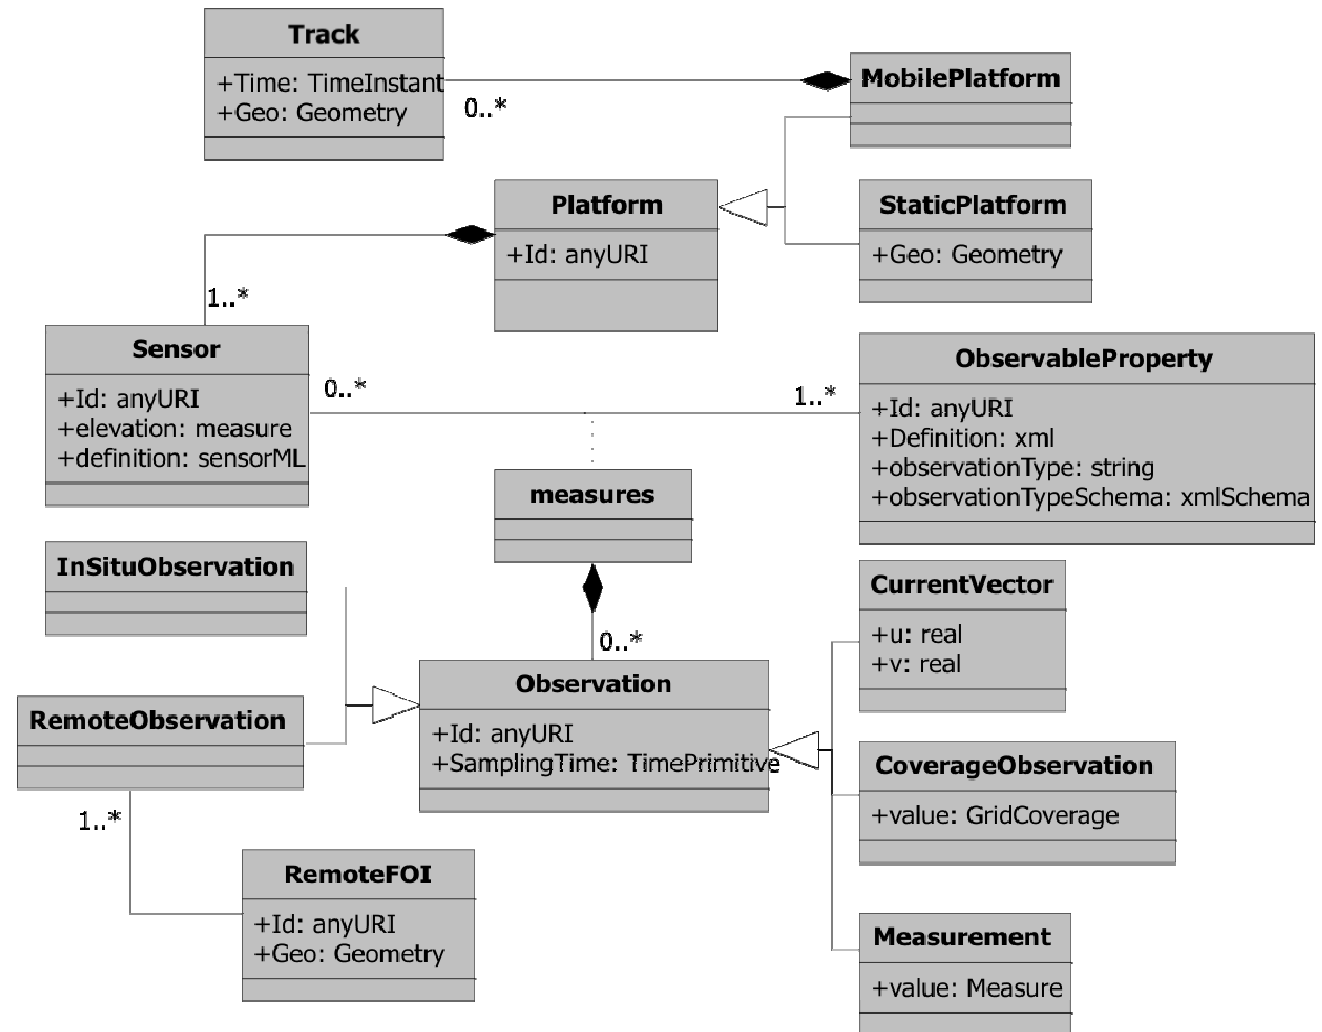 Track
+Time: TimeInstant
+Geo: Geometry
0..*
MobilePlatform
Platform
+Id: anyURI
StaticPlatform
+Geo: Geometry
1..*
Sensor
+Id: anyURI
+elevation: measure
+definition: sensorML
0..*
1..*
ObservableProperty
+Id: anyURI
+Definition: xml
+observationType: string
+observationTypeSchema: xmlSchema
measures
InSituObservation
0..*
CurrentVector
+u: real
+v: real
Observation
+Id: anyURI
+SamplingTime: TimePrimitive
RemoteObservation
1..*
CoverageObservation
+value: GridCoverage
RemoteFOI
+Id: anyURI
+Geo: Geometry
Measurement
+value: Measure